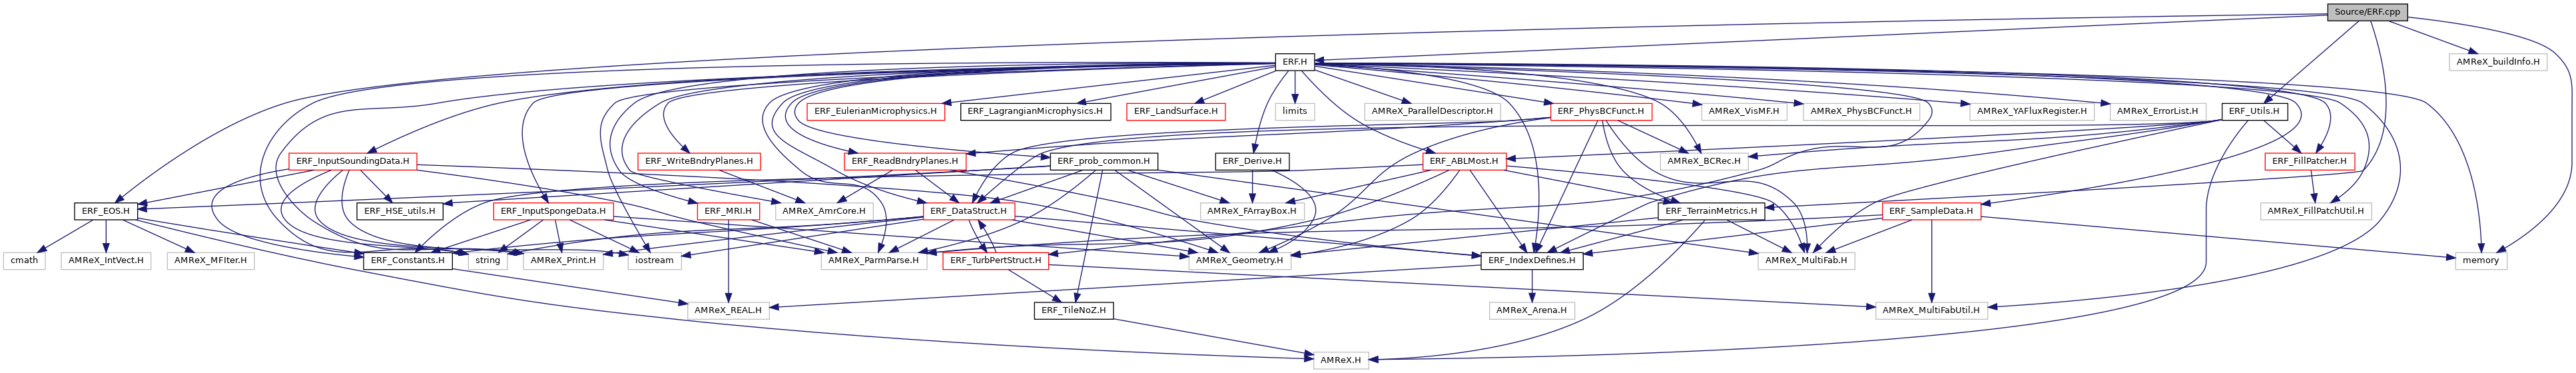 Source/ERF.cpp
ERF.H
AMReX_buildInfo.H
ERF_EulerianMicrophysics.H
ERF_LagrangianMicrophysics.H
ERF_LandSurface.H
limits
AMReX_ParallelDescriptor.H
ERF_PhysBCFunct.H
AMReX_VisMF.H
AMReX_PhysBCFunct.H
AMReX_YAFluxRegister.H
AMReX_ErrorList.H
ERF_Utils.H
ERF_InputSoundingData.H
ERF_WriteBndryPlanes.H
ERF_ReadBndryPlanes.H
ERF_prob_common.H
ERF_Derive.H
ERF_ABLMost.H
AMReX_BCRec.H
ERF_FillPatcher.H
ERF_EOS.H
ERF_HSE_utils.H
ERF_InputSpongeData.H
ERF_MRI.H
AMReX_AmrCore.H
ERF_DataStruct.H
AMReX_FArrayBox.H
ERF_TerrainMetrics.H
ERF_SampleData.H
AMReX_FillPatchUtil.H
cmath
AMReX_IntVect.H
AMReX_MFIter.H
ERF_Constants.H
string
AMReX_Print.H
iostream
AMReX_ParmParse.H
ERF_TurbPertStruct.H
AMReX_Geometry.H
ERF_IndexDefines.H
AMReX_MultiFab.H
memory
AMReX_REAL.H
ERF_TileNoZ.H
AMReX_Arena.H
AMReX_MultiFabUtil.H
AMReX.H